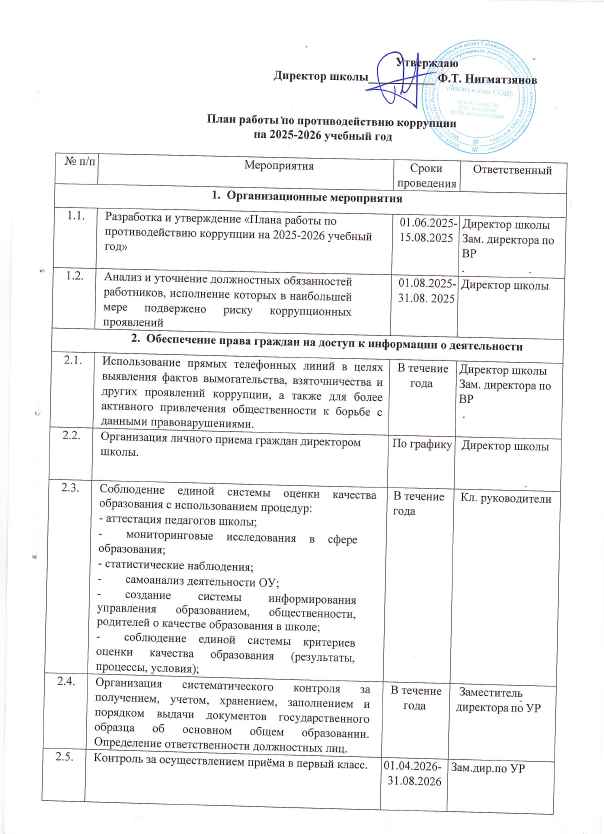 Утверждаю
Директор школы____________ Ф.Т. Нигматзянов
План работы по противодействию коррупции
на 2025-2026 учебный год
№ п/п Мероприятия Сроки Ответственный
проведения
1. Организационные мероприятия
1.1. Разработка и утверждение «Плана работы по 01.06.2025- Директор школы
противодействию коррупции на 2025-2026 учебный 15.08.2025 Зам. директора по
год» ВР
.
1.2. Анализ и уточнение должностных обязанностей 01.08.2025- Директор школы
работников, исполнение которых в наибольшей 31.08. 2025
мере подвержено риску коррупционных
проявлений
2. Обеспечение права граждан на доступ к информации о деятельности
2.1. Использование прямых телефонных линий в целях В течение Директор школы
выявления фактов вымогательства, взяточничества и года Зам. директора по
других проявлений коррупции, а также для более ВР
активного привлечения общественности к борьбе с .
данными правонарушениями.
2.2. Организация личного приема граждан директором По графику Директор школы
школы.
2.3. Соблюдение единой системы оценки качества В течение Кл. руководители
образования с использованием процедур: года
- аттестация педагогов школы;
- мониторинговые исследования в сфере
образования;
- статистические наблюдения;
- самоанализ деятельности ОУ;
- создание системы информирования
управления образованием, общественности,
родителей о качестве образования в школе;
- соблюдение единой системы критериев
оценки качества образования (результаты,
процессы, условия);
2.4. Организация систематического контроля за В течение Заместитель
получением, учетом, хранением, заполнением и года директора по УР
порядком выдачи документов государственного
образца об основном общем образовании.
Определение ответственности должностных лиц.
2.5. Контроль за осуществлением приёма в первый класс. 01.04.2026- Зам.дир.по УР
31.08.2026